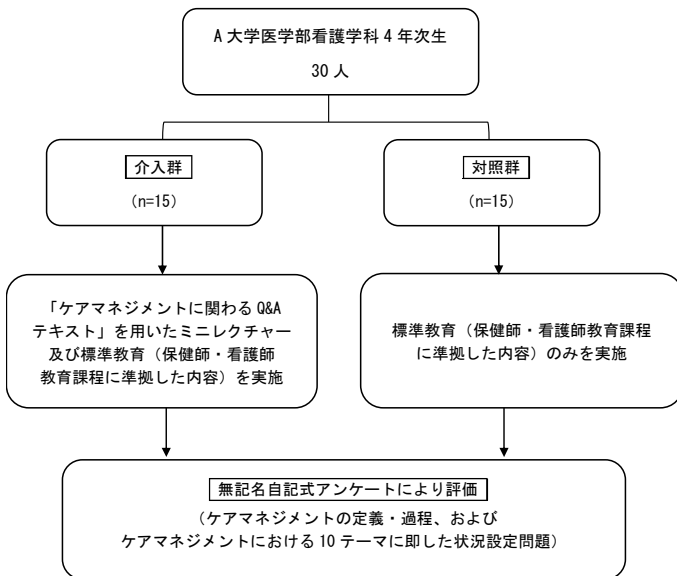 A 大学医学部看護学科 4 年次生
30 人
介入群
（n=15）
対照群
（n=15）
「ケアマネジメントに関わる Q&A
テキスト」を用いたミニレクチャー
及び標準教育（保健師・看護師
教育課程に準拠した内容）を実施
標準教育（保健師・看護師教育課程
に準拠した内容）のみを実施
無記名自記式アンケートにより評価
（ケアマネジメントの定義・過程、および
ケアマネジメントにおける 10 テーマに即した状況設定問題）